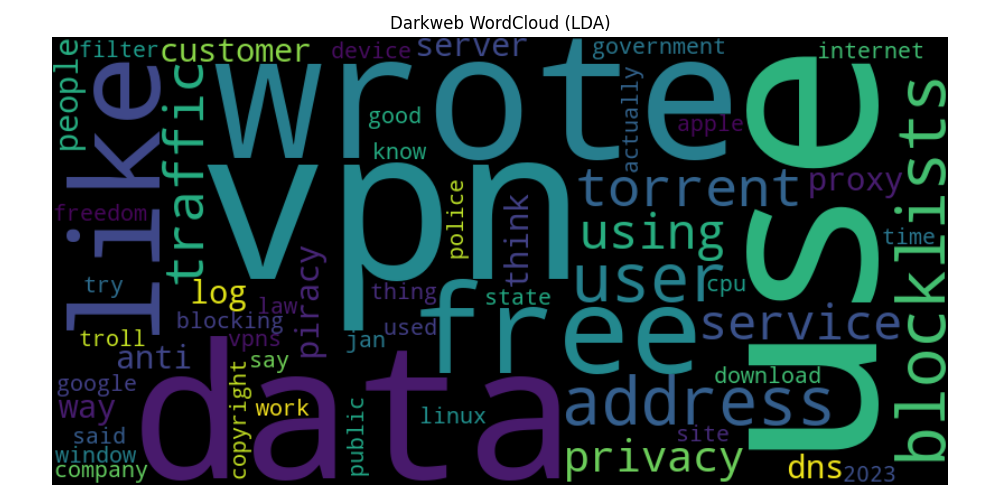 Darkweb WordCloud (LDA)
people
filter
customer
device
server
government
internet
like
traffic
wrote
good
know
actually
apple
use
blocklists
vpn
police
think
torrent
proxy
freedom
using
time
try
log
law
piracy
thing
state
user
cpu
troll
blocking
vpns
jan
used
free
service
anti
say
google
data
copyright
download
way
work
public
linux
address
said
site
window
company
privacy
dns
2023